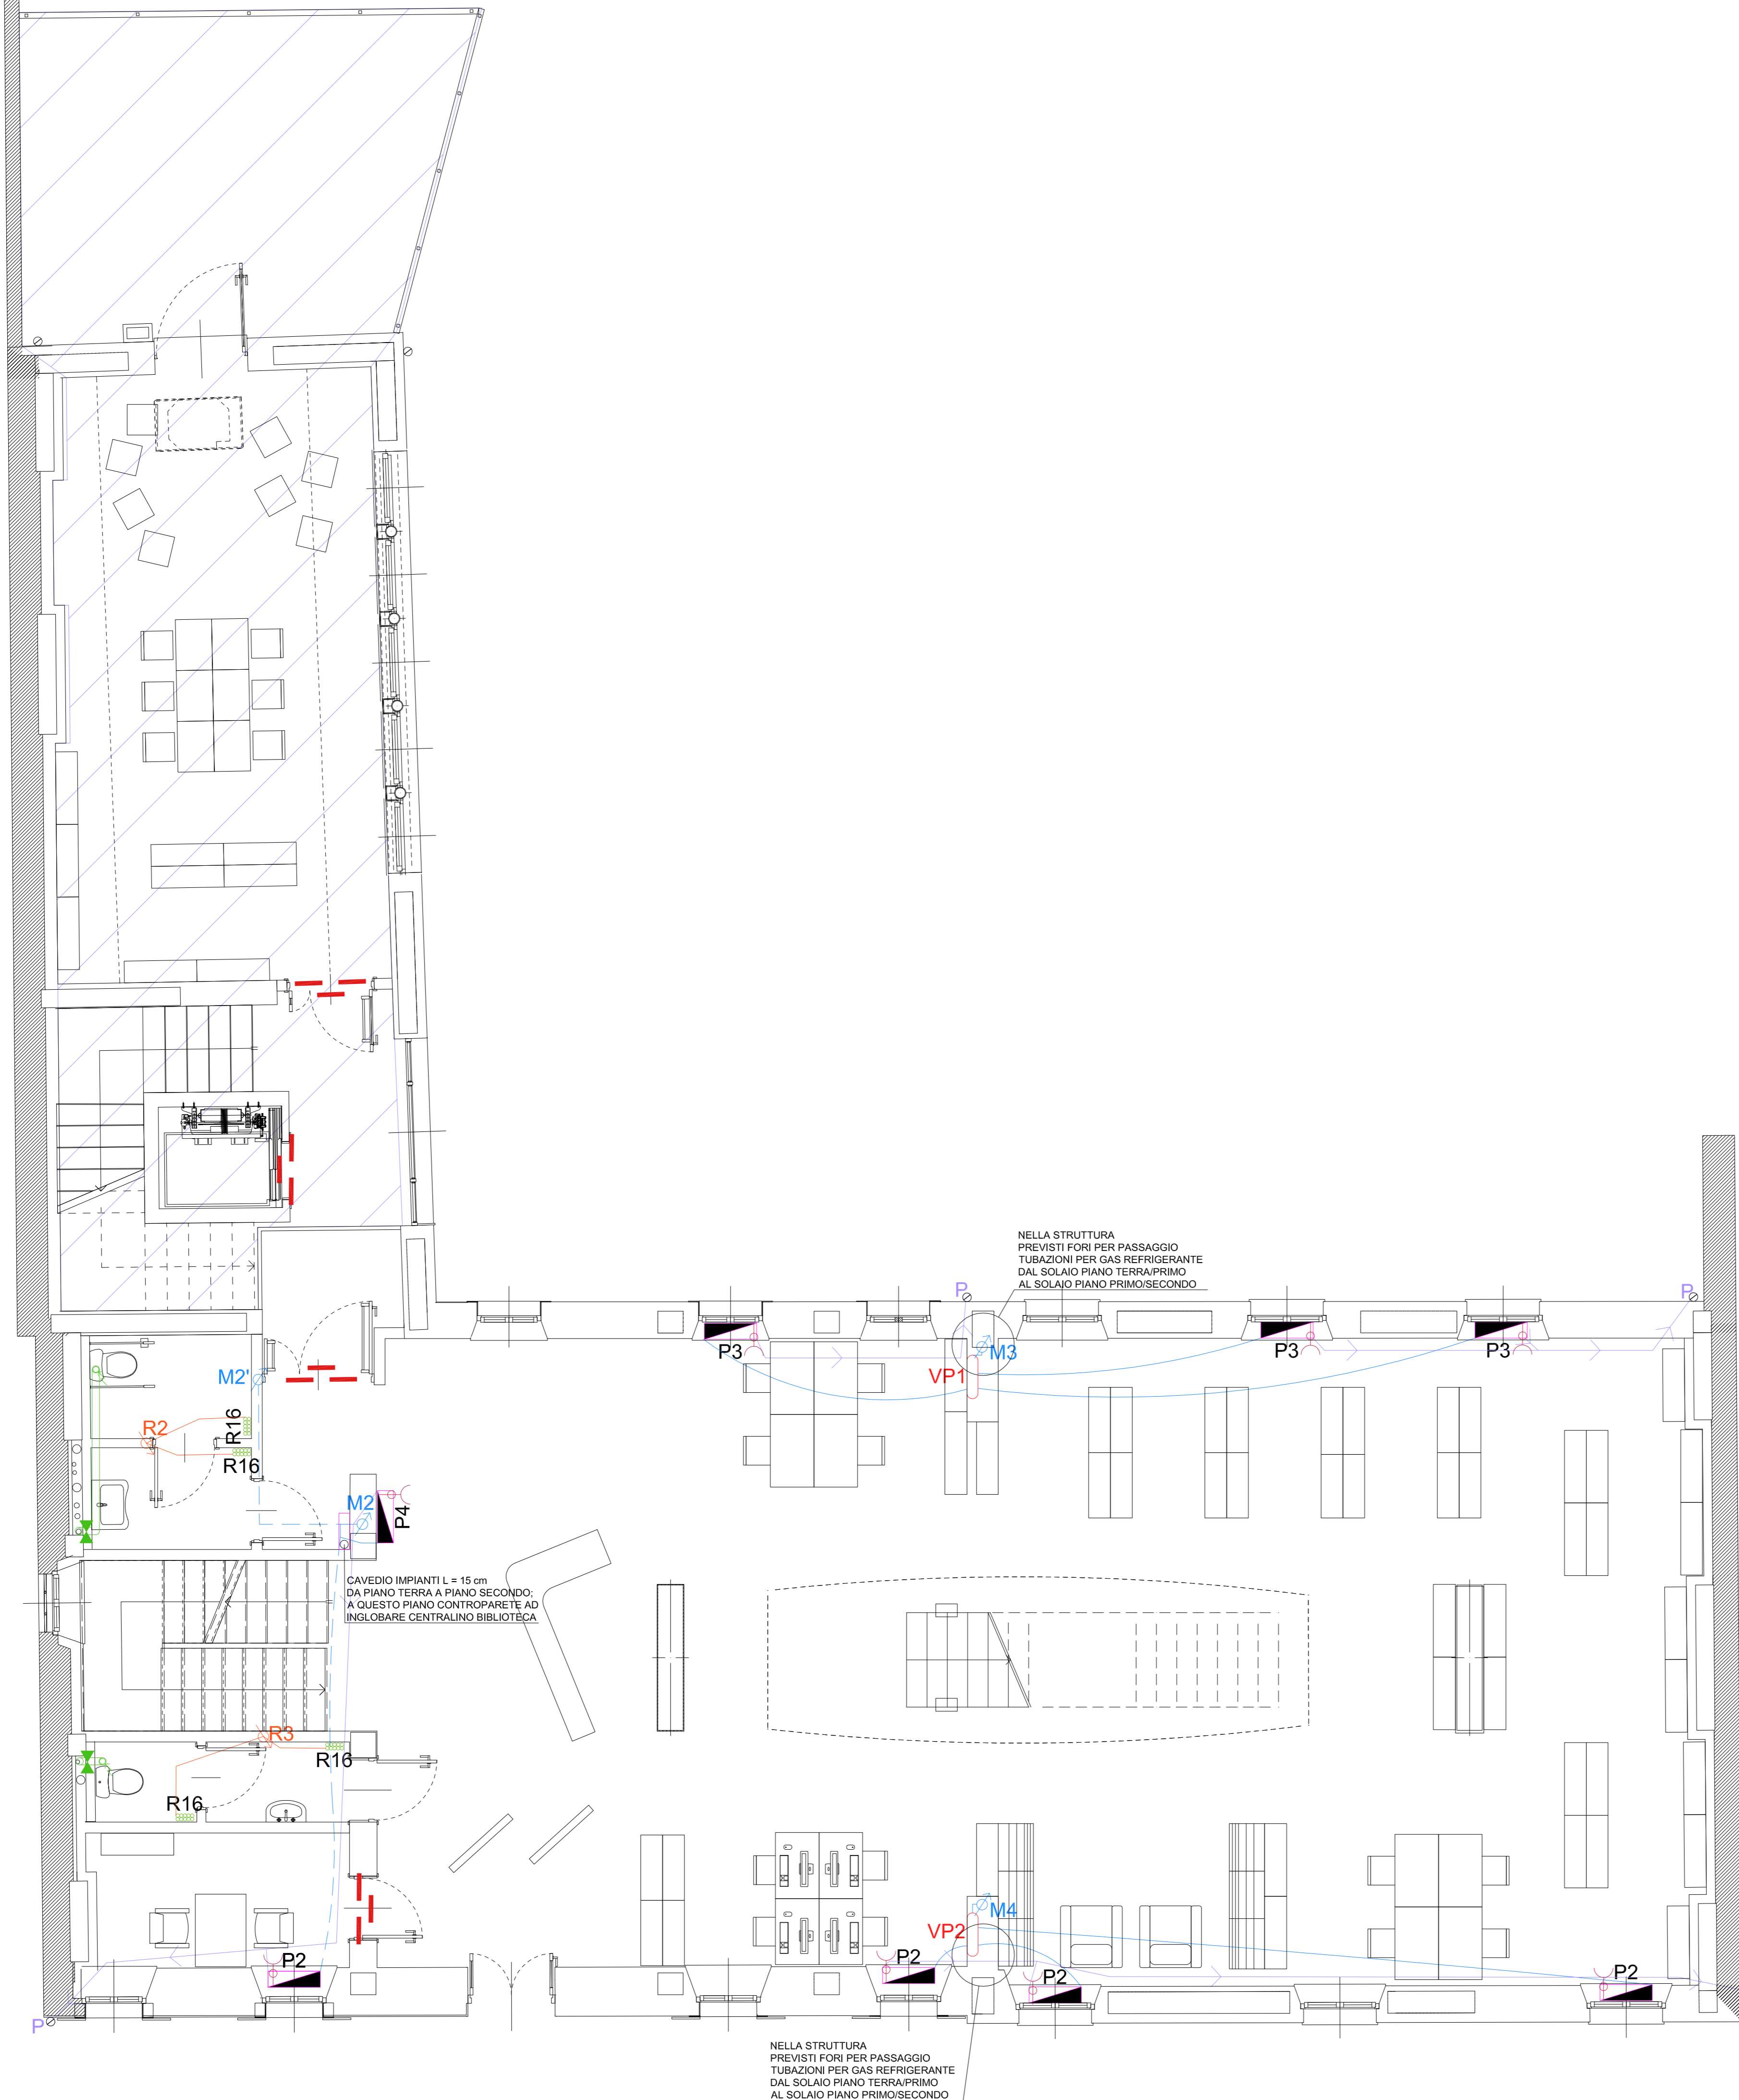 NELLA STRUTTURA
PREVISTI FORI PER PASSAGGIO
TUBAZIONI PER GAS REFRIGERANTE
DAL SOLAIO PIANO TERRA/PRIMO
AL SOLAIO PIANO PRIMO/SECONDO
P
P
P3
M3
P3
P3
VP1
M2'
R16
R2
R16
M2
P4
CAVEDIO IMPIANTI L = 15 cm
DA PIANO TERRA A PIANO SECONDO;
A QUESTO PIANO CONTROPARETE AD
INGLOBARE CENTRALINO BIBLIOTECA
R3
R16
R16
M4
VP2
P2
P2
P2
P2
P
NELLA STRUTTURA
PREVISTI FORI PER PASSAGGIO
TUBAZIONI PER GAS REFRIGERANTE
DAL SOLAIO PIANO TERRA/PRIMO
AL SOLAIO PIANO PRIMO/SECONDO